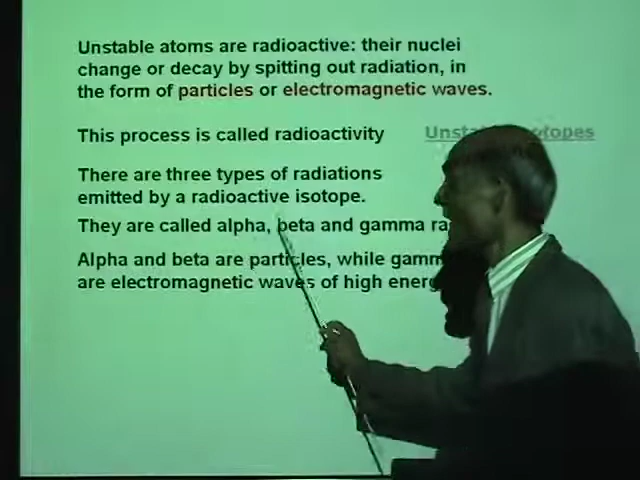 Unstable atoms are radioactive: their nuclei
change or decay by spitting out radiation, in
the form of particles or electromagnetic waves.
This process is called radioactivity
There are three types of radiations
emitted by a radioactive isotope.
They are called alpha, beta and gamma
Alpha and beta are particles, while
are electromagnetic waves of high